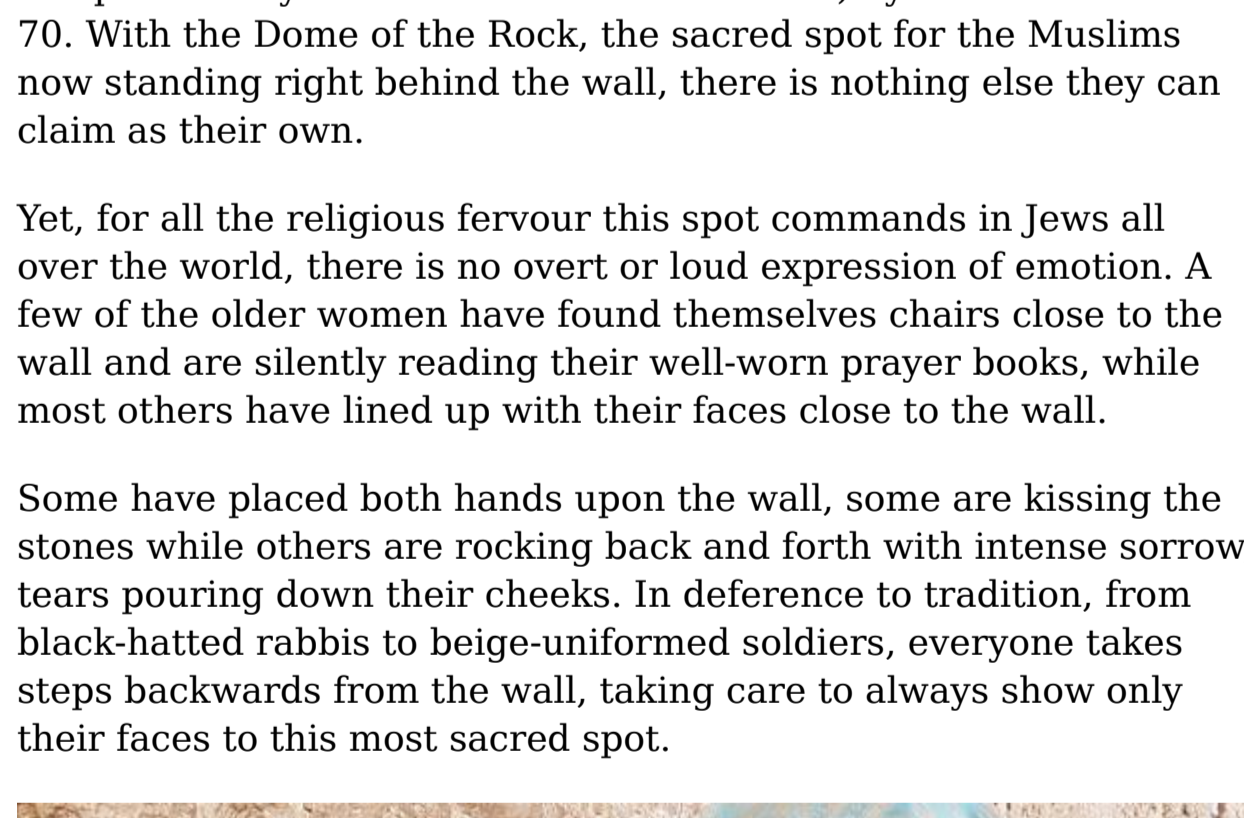 70. With the Dome of the Rock, the sacred spot for the Muslims
now standing right behind the wall, there is nothing else they can
claim as their own.
Yet, for all the religious fervour this spot commands in Jews all
over the world, there is no overt or loud expression of emotion. A
few of the older women have found themselves chairs close to the
wall and are silently reading their well-worn prayer books, while
most others have lined up with their faces close to the wall.
Some have placed both hands upon the wall, some are kissing the
stones while others are rocking back and forth with intense sorrow
tears pouring down their cheeks. In deference to tradition, from
black-hatted rabbis to beige-uniformed soldiers, everyone takes
steps backwards from the wall, taking care to always show only
their faces to this most sacred spot.